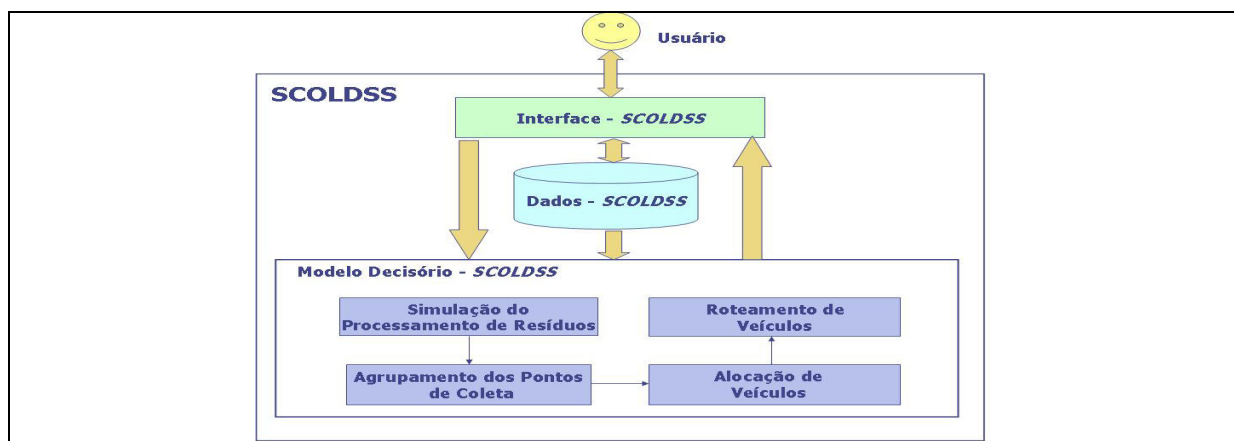 Usuário
SCOLDSS
Interface - SCOLDSS
Dados - SCOLDSS
Modelo Decisório - SCOLDSS
Simulação do
Processamento de Resíduos
Roteamento de
Veículos
Agrupamento dos Pontos
de Coleta
Alocação de
Veículos